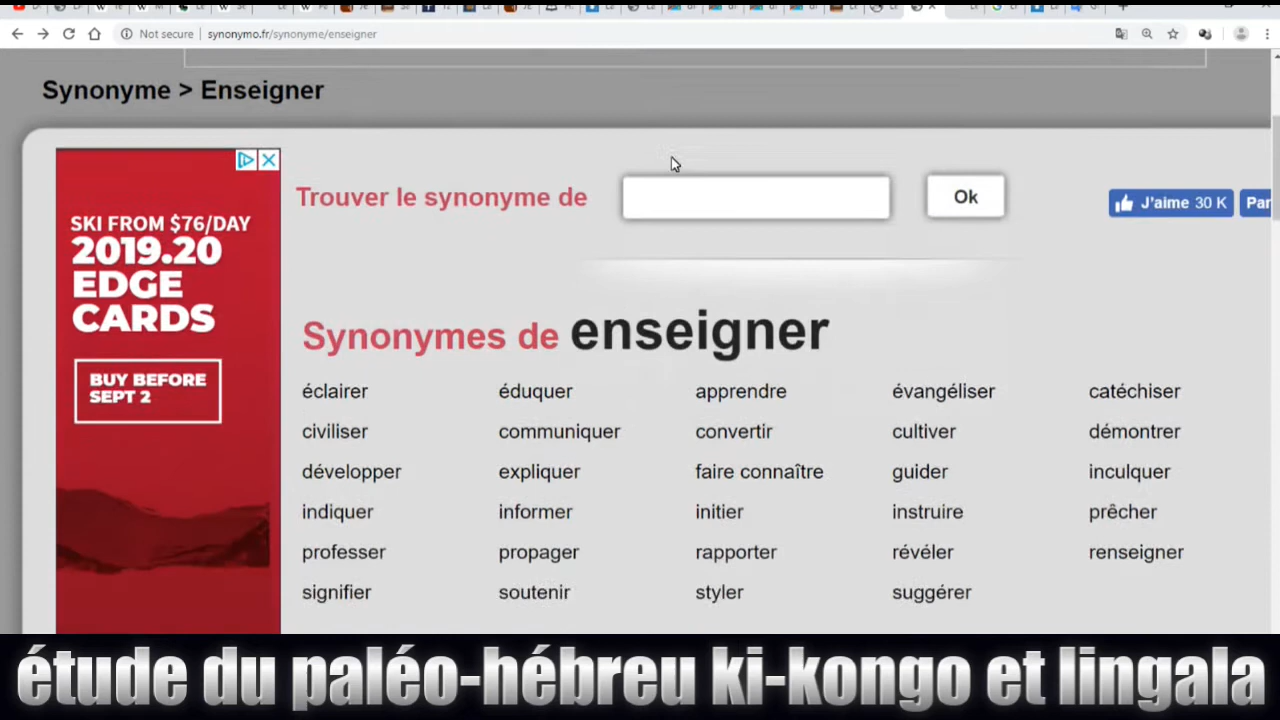 Not secure | synonymo.fr/synonyme/enseigner
Synonyme > Enseigner
Trouver le synonyme de
Ok
J'aime 30 K
Par
SKI FROM $76/DAY
2019.20
EDGE
CARDS
BUY BEFORE
SEPT 2
Synonymes de enseigner
éclairer éduquer apprendre évangéliser catéchiser
civiliser communiquer convertir cultiver démontrer
développer expliquer faire connaître guider inculquer
indiquer informer initier instruire prêcher
professer propager rapporter révéler renseigner
signifier soutenir styler suggérer
étude du paléo-hébreu ki-kongo et lingala